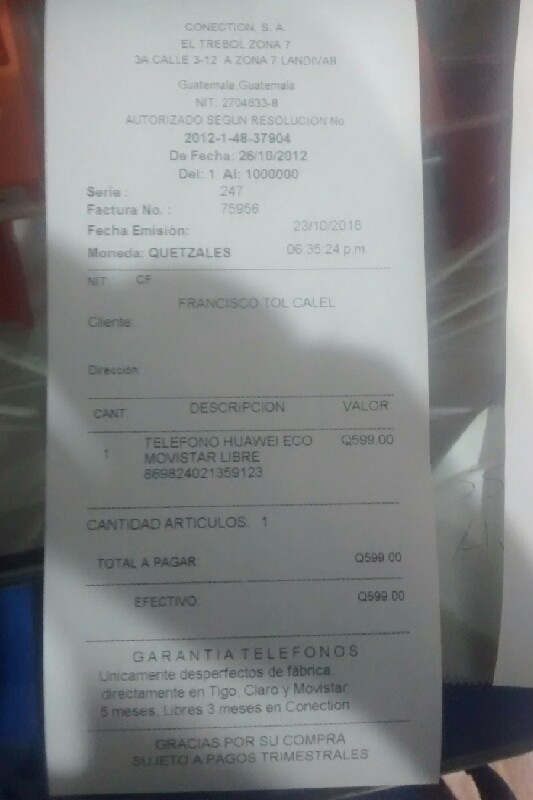 CONECTION, S. A.
EL TREBOL ZONA 7
3A CALLE 3-12 A ZONA 7 LANDIVAR
Guatemala,Guatemala
NIT: 2704633-8
AUTORIZADO SEGUN RESOLUCION No
2012-1-48-37904
De Fecha: 26/10/2012
Del: 1 Al: 1000000
Serie : 247
Factura No. : 75956
Fecha Emisión: 23/10/2016
Moneda: QUETZALES 06:35:24 p.m.
NIT: CF
FRANCISCO TOL CALEL
Cliente:
Dirección:
CANT. DESCRIPCION VALOR
1 TELEFONO HUAWEI ECO Q599.00
MOVISTAR LIBRE
869824021359123
CANTIDAD ARTICULOS: 1
TOTAL A PAGAR: Q599.00
EFECTIVO: Q599.00
GARANTIA TELEFONOS
Unicamente desperfectos de fábrica,
directamente en Tigo, Claro y Movistar
5 meses, Libres 3 meses en Conection
GRACIAS POR SU COMPRA
SUJETO A PAGOS TRIMESTRALES